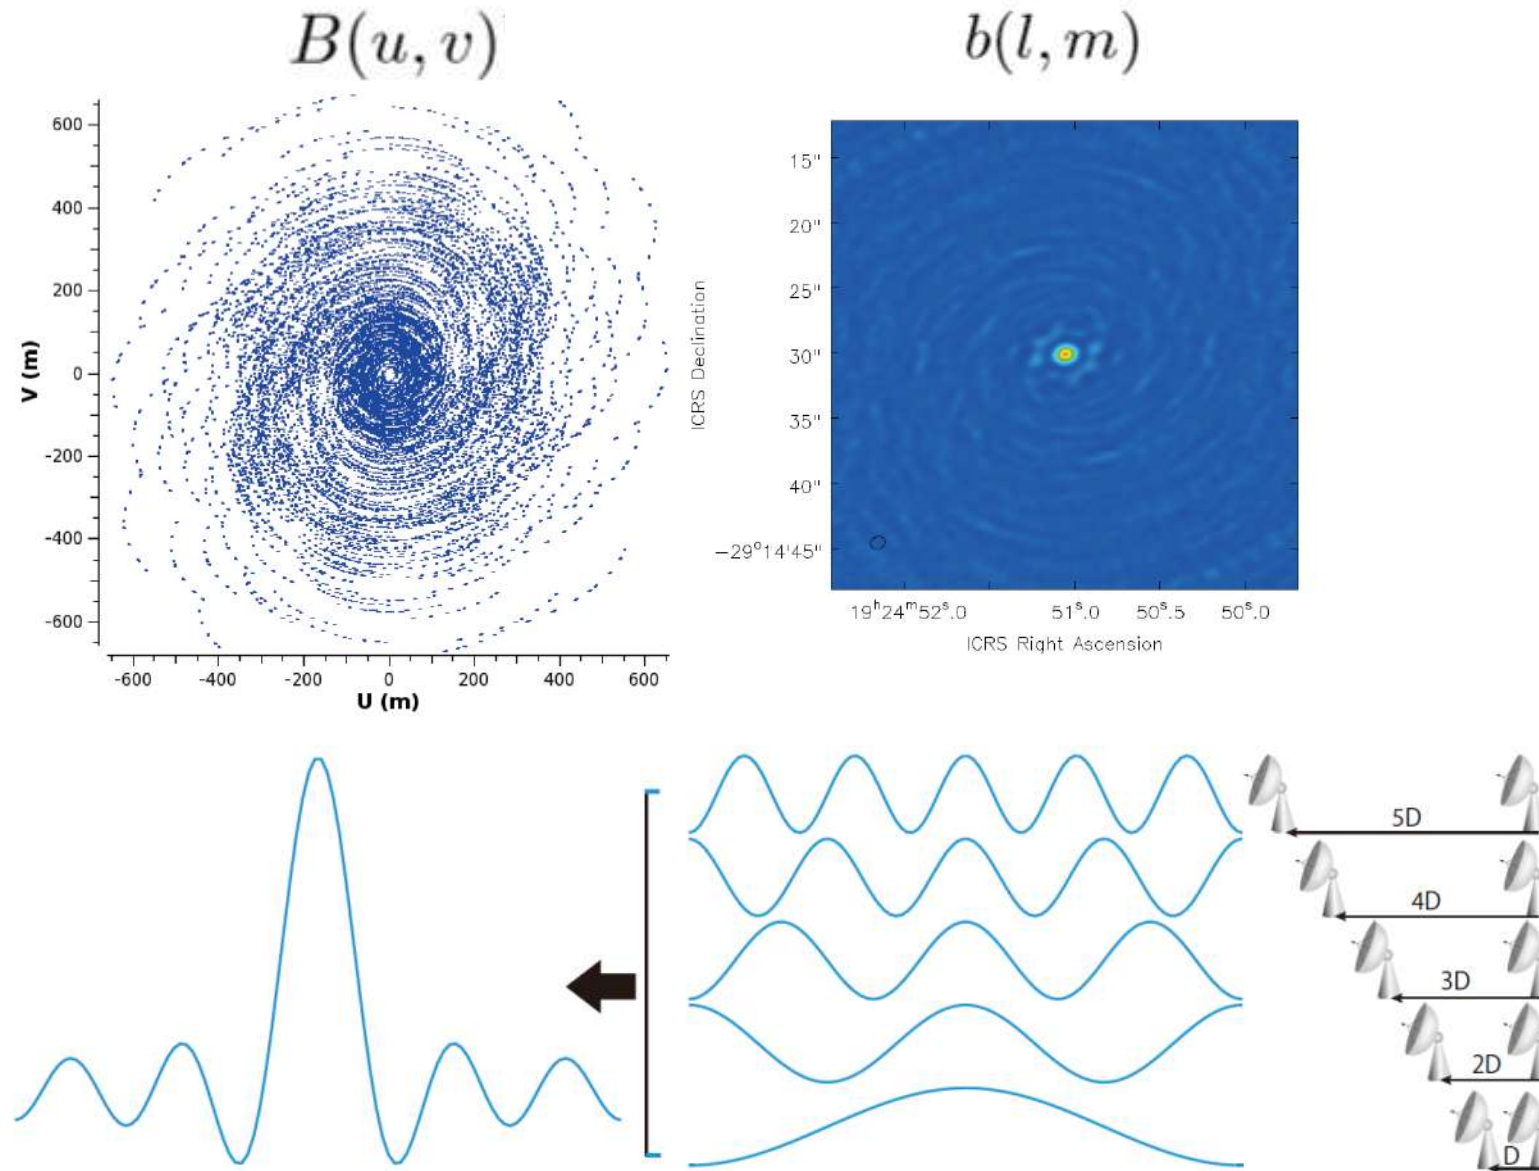 B(u, v)
b(l, m)
600
400
200
0
-200
-400
-600
V (m)
-600 -400 -200 0 200 400 600
U (m)
15"
20"
25"
30"
35"
40"
−29°14'45"
ICRS Declination
19ʰ24ᵐ52ˢ.0 51ˢ.0 50ˢ.5 50ˢ.0
ICRS Right Ascension
5D
4D
3D
2D
D